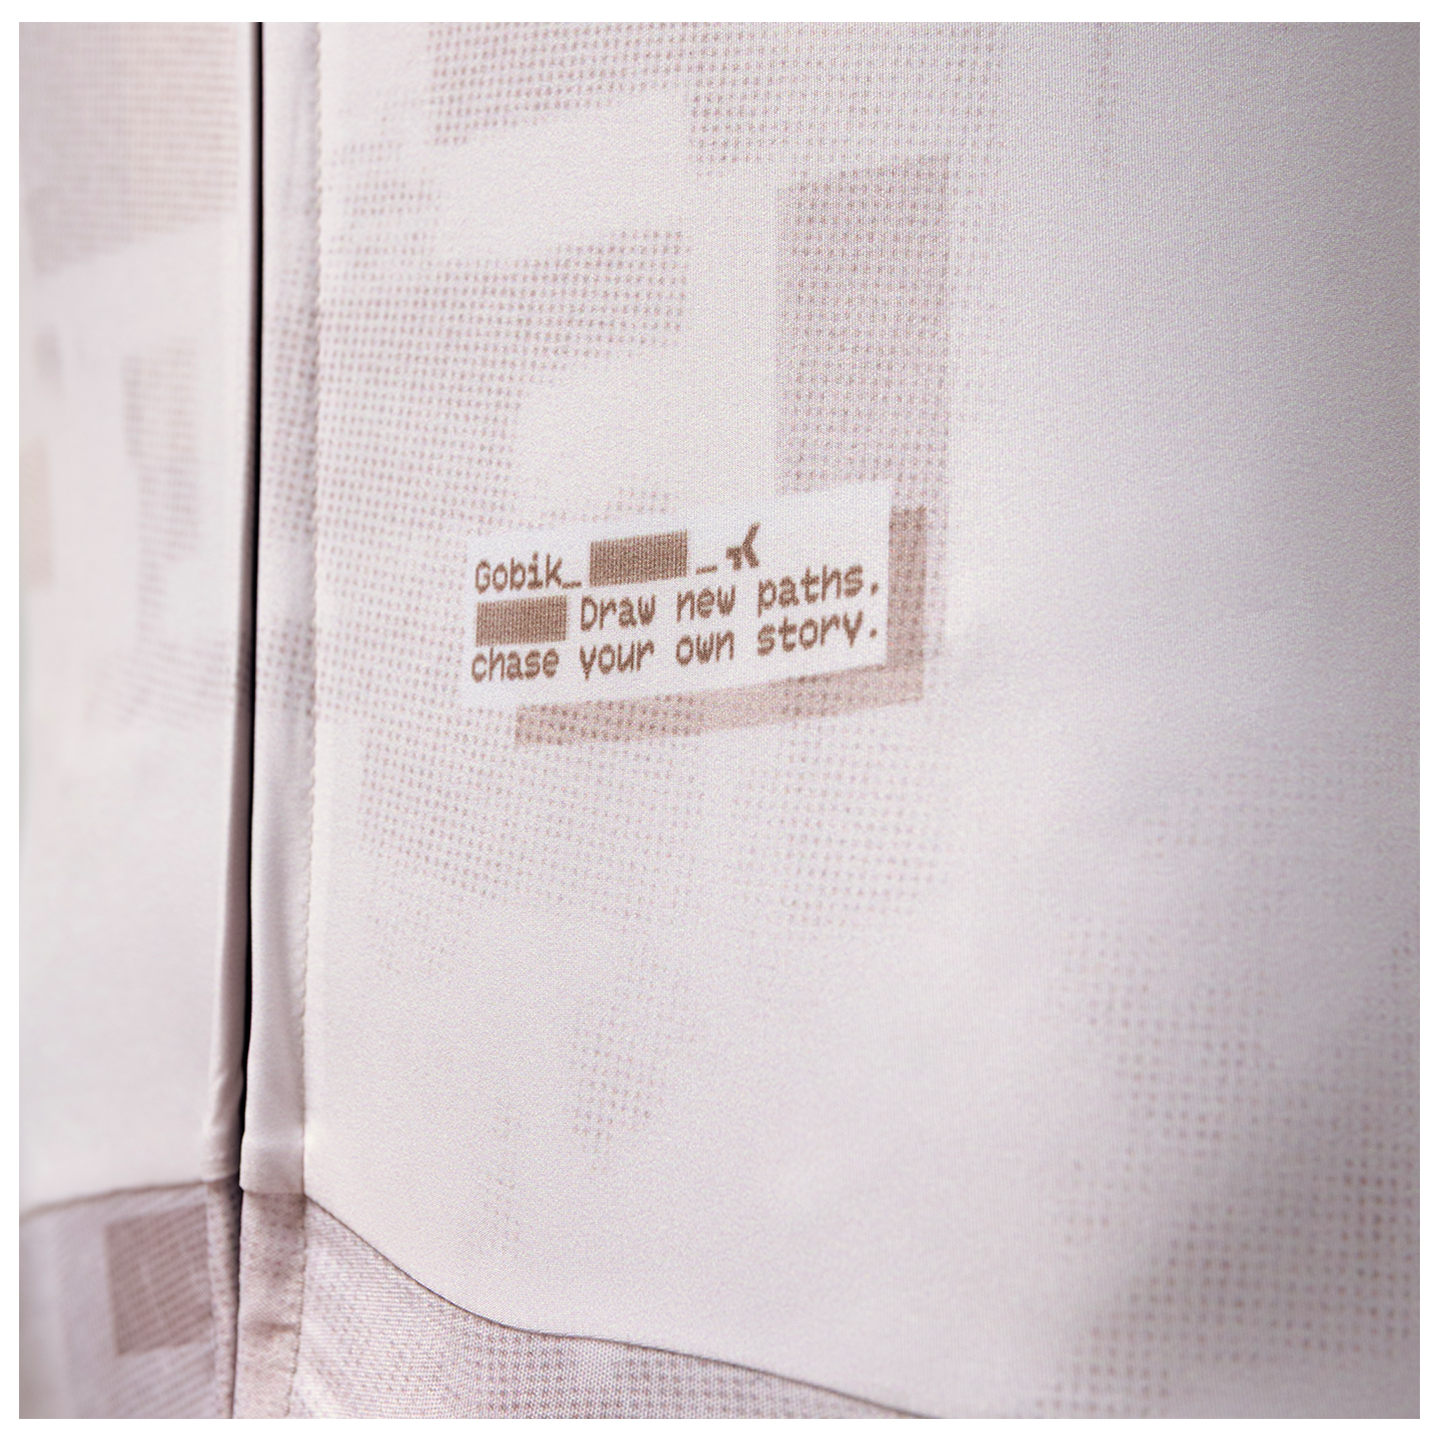 Gobik_ _
Draw new paths.
chase your own story.